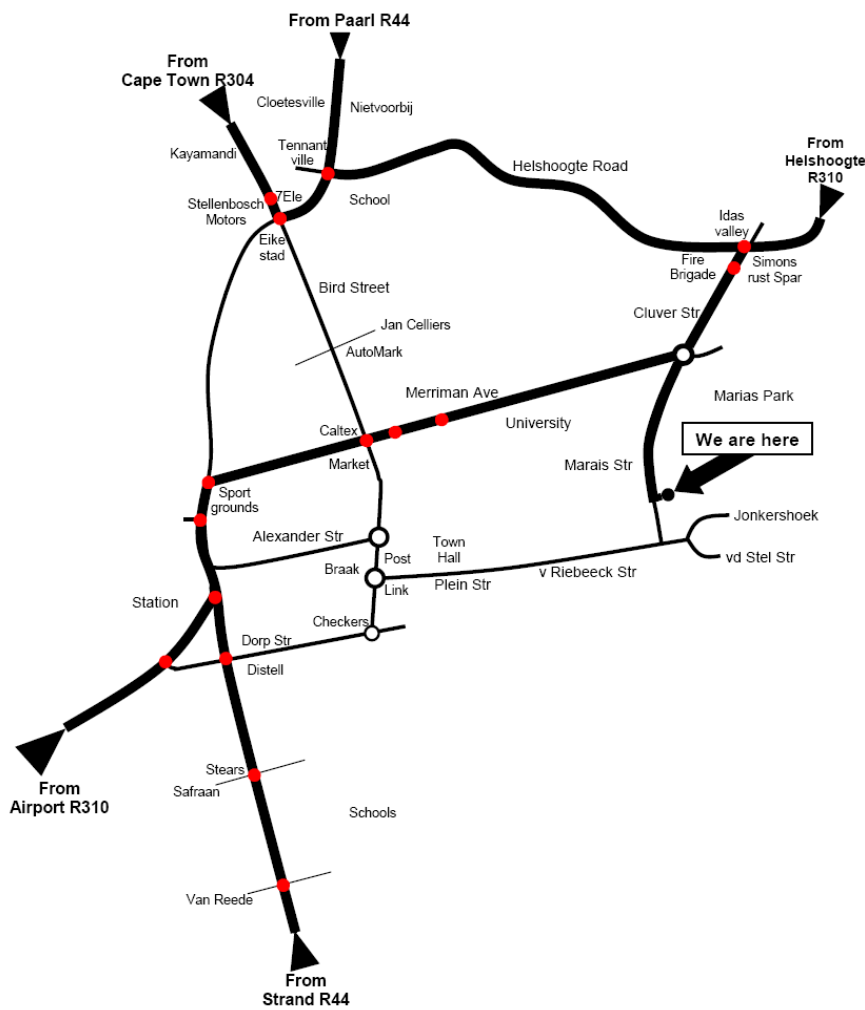 From Paarl R44
From
Cape Town R304
Cloetesville
Nietvoorbij
Kayamandi
Tennant
ville
Helshoogte Road
From
Helshoogte
R310
7Ele
Stellenbosch
Motors
School
Eike
stad
Idas
valley
Fire
Brigade
Simons
rust Spar
Bird Street
Cluver Str
Jan Celliers
AutoMark
Merriman Ave
Marias Park
Caltex
University
We are here
Market
Marais Str
Sport
grounds
Jonkershoek
Alexander Str
Post
Town
Hall
vd Stel Str
Braak
Link
Plein Str
v Riebeeck Str
Station
Checkers
Dorp Str
Distell
Stears
Safraan
From
Airport R310
Schools
Van Reede
From
Strand R44